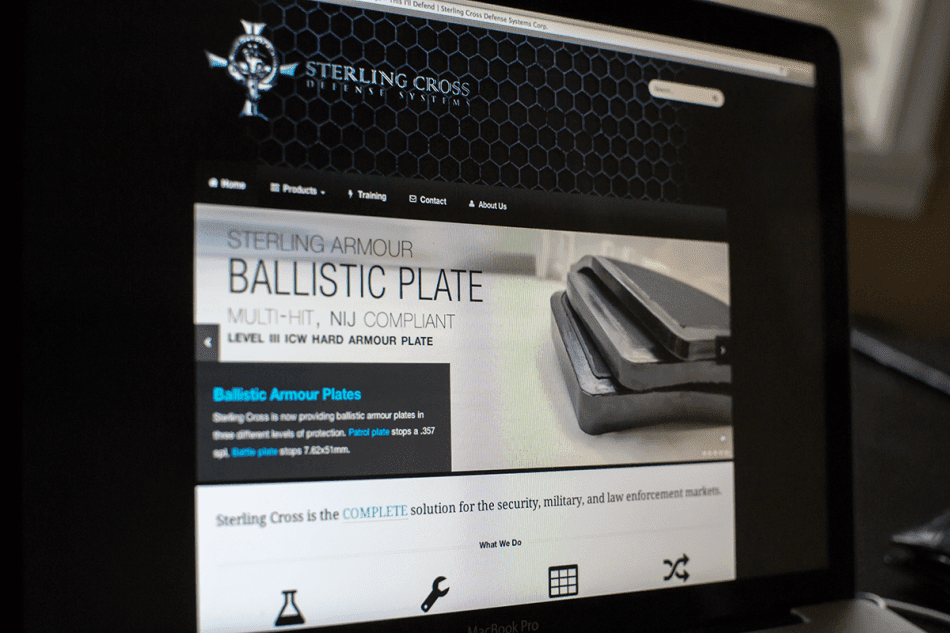 This I'll Defend | Sterling Cross Defense Systems Corp.
STERLING CROSS
DEFENSE SYSTEMS
Search...
Home Products Training Contact About Us
STERLING ARMOUR
BALLISTIC PLATE
MULTI-HIT, NIJ COMPLIANT
LEVEL III ICW HARD ARMOUR PLATE
Ballistic Armour Plates
Sterling Cross is now providing ballistic armour plates in
three different levels of protection. Patrol plate stops a .357
spl. Battle plate stops 7.62x51mm.
Sterling Cross is the COMPLETE solution for the security, military, and law enforcement markets.
What We Do
MacBook Pro